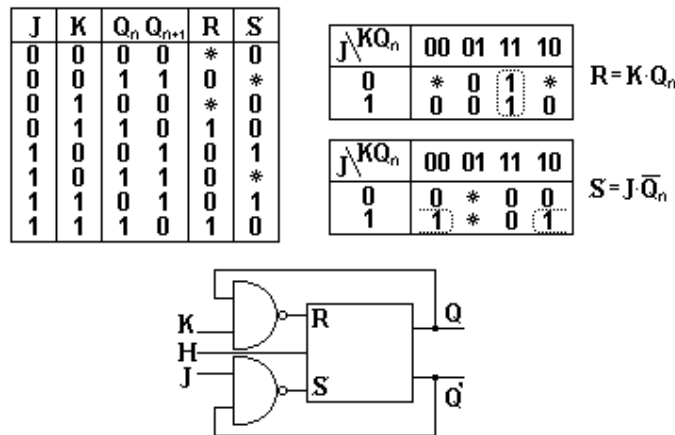 J K Qn Qn+1 R S
0 0 0 0 * 0
0 0 1 1 0 *
0 1 0 0 * 0
0 1 1 0 1 0
1 0 0 1 0 1
1 0 1 1 0 *
1 1 0 1 0 1
1 1 1 0 1 0
J\KQn 00 01 11 10
0 * 0 1 *
1 0 0 1 0
R=K·Qn
J\KQn 00 01 11 10
0 0 * 0 0
1 1 * 0 1
S=J·Q̅n
K
H
J
R
S
Q
Q'